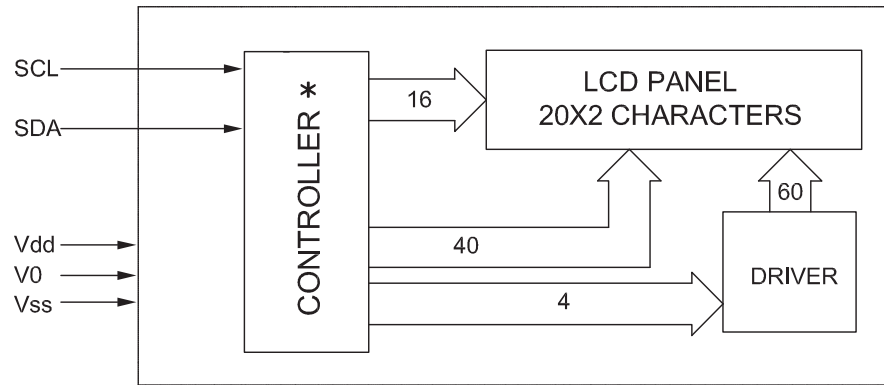 SCL
SDA
Vdd
V0
Vss
CONTROLLER *
16
40
4
LCD PANEL
20X2 CHARACTERS
60
DRIVER